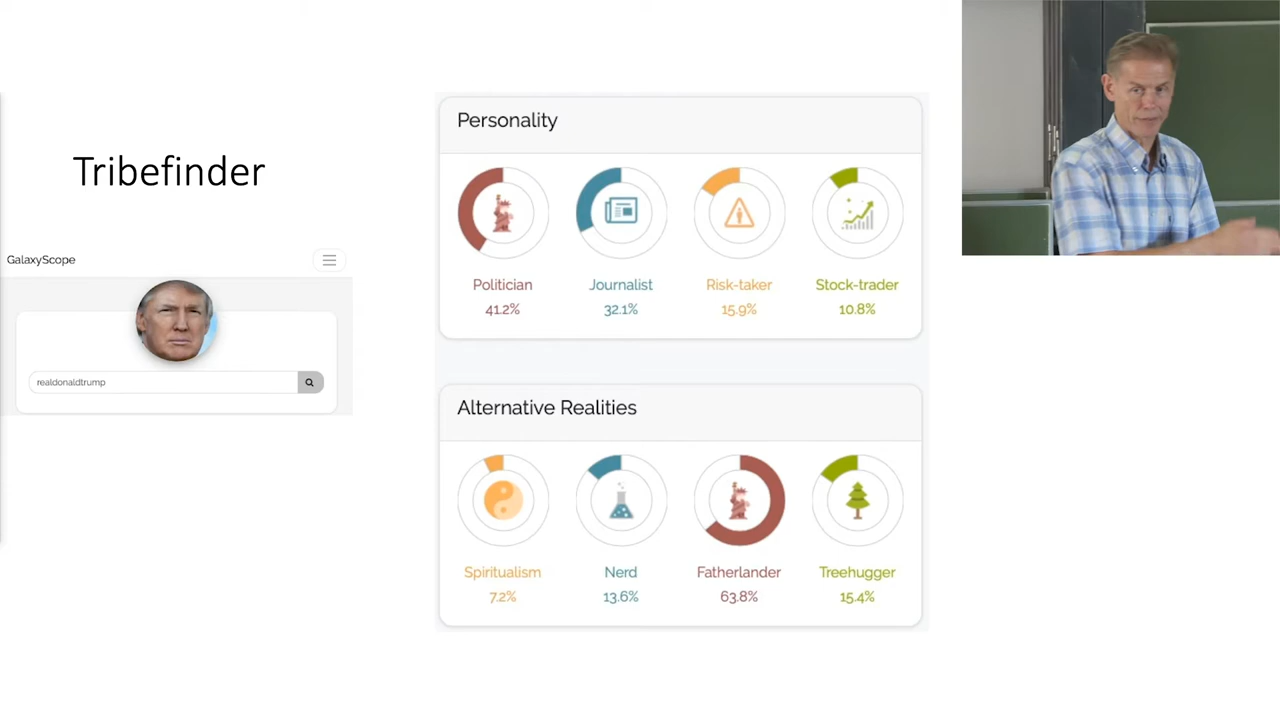 Tribefinder
GalaxyScope
realdonaldtrump
Personality
Politician
41.2%
Journalist
32.1%
Risk-taker
15.9%
Stock-trader
10.8%
Alternative Realities
Spiritualism
7.2%
Nerd
13.6%
Fatherlander
63.8%
Treehugger
15.4%